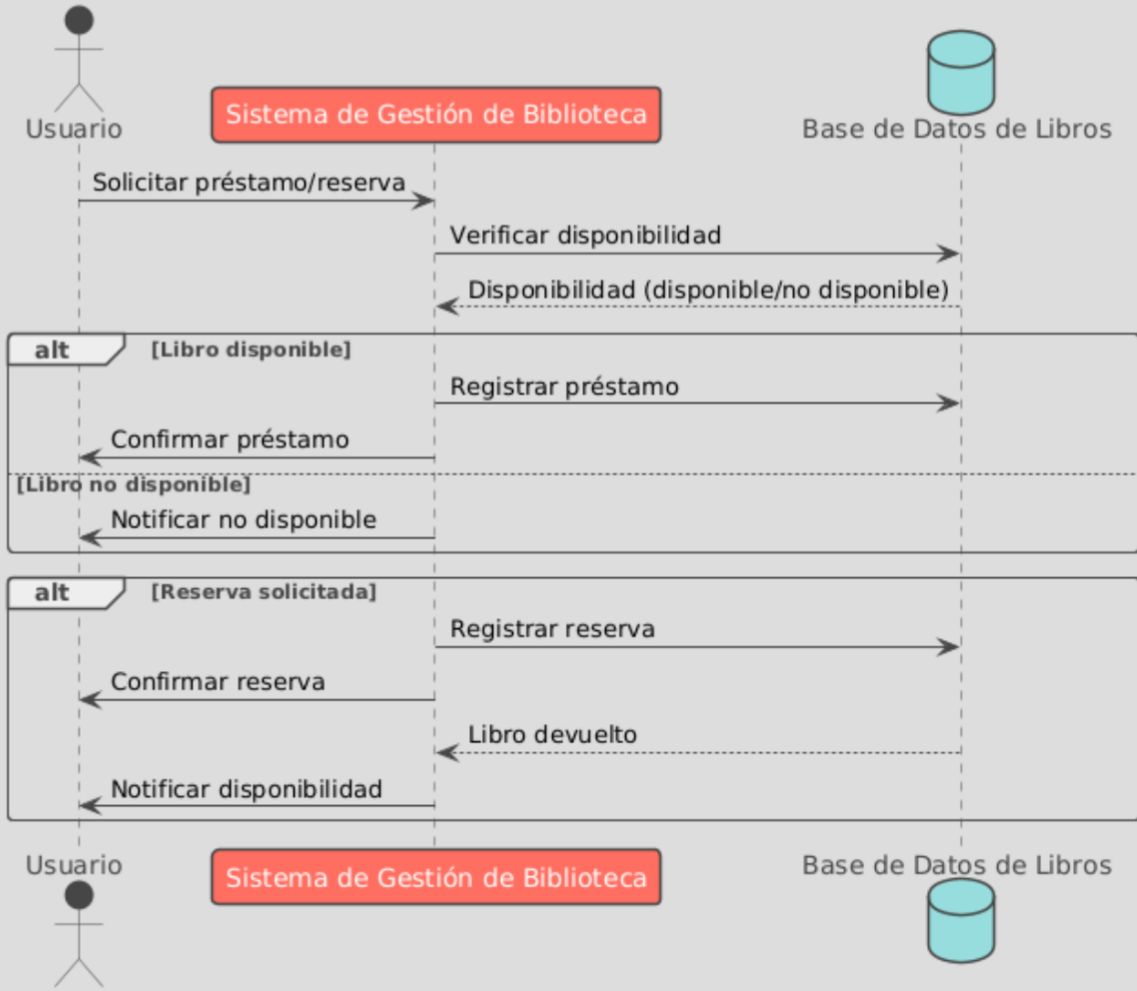 Usuario
Sistema de Gestión de Biblioteca
Base de Datos de Libros
Solicitar préstamo/reserva
Verificar disponibilidad
Disponibilidad (disponible/no disponible)
alt [Libro disponible]
Registrar préstamo
Confirmar préstamo
[Libro no disponible]
Notificar no disponible
alt [Reserva solicitada]
Registrar reserva
Confirmar reserva
Libro devuelto
Notificar disponibilidad
Usuario
Sistema de Gestión de Biblioteca
Base de Datos de Libros